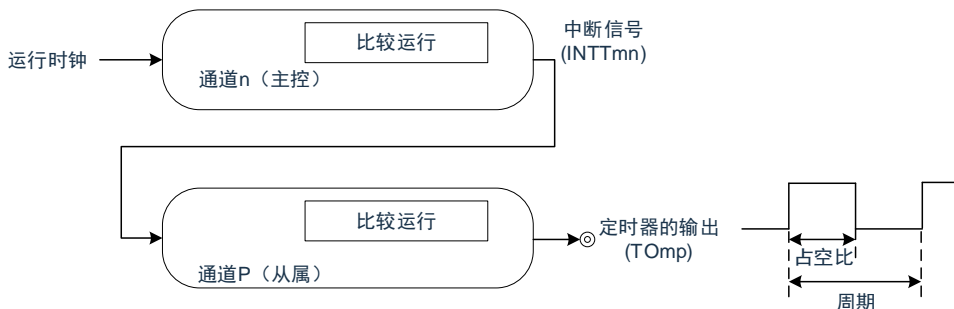 运行时钟
比较运行
通道n（主控）
中断信号
(INTTmn)
比较运行
通道P（从属）
定时器的输出
(TOmp)
占空比
周期